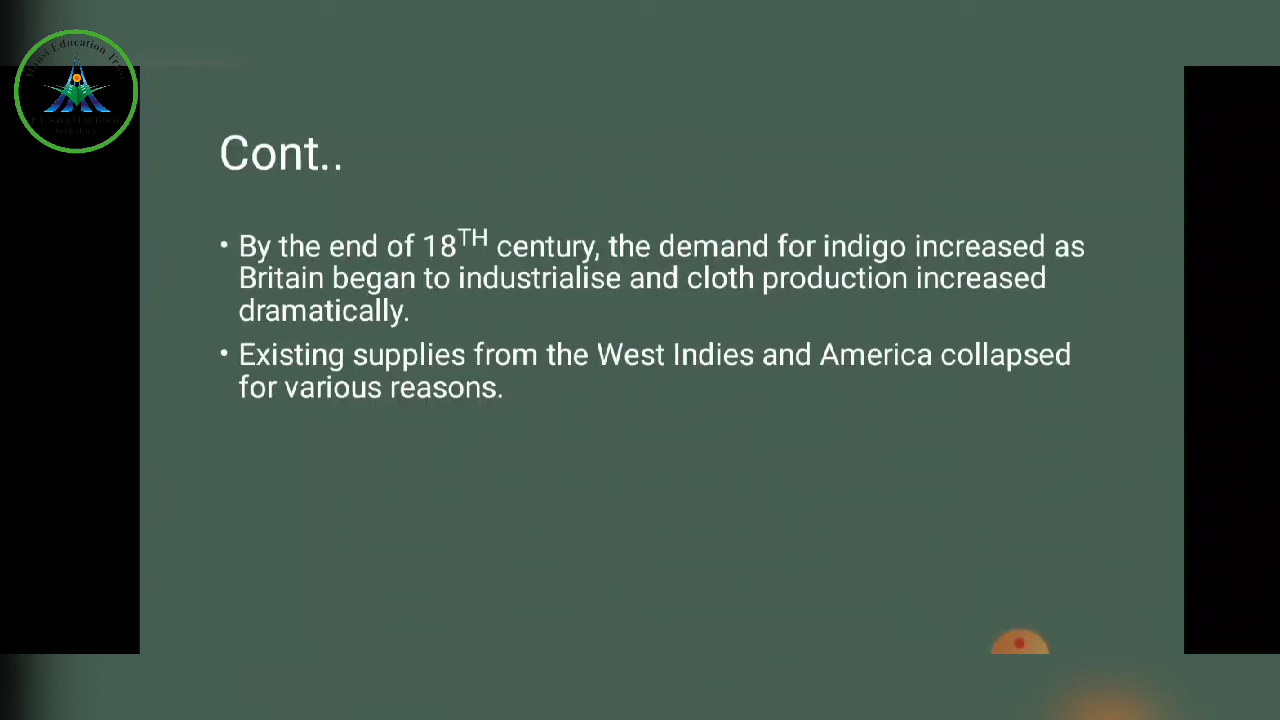 Education
Cont..
• By the end of 18TH century, the demand for indigo increased as
Britain began to industrialise and cloth production increased
dramatically.
• Existing supplies from the West Indies and America collapsed
for various reasons.